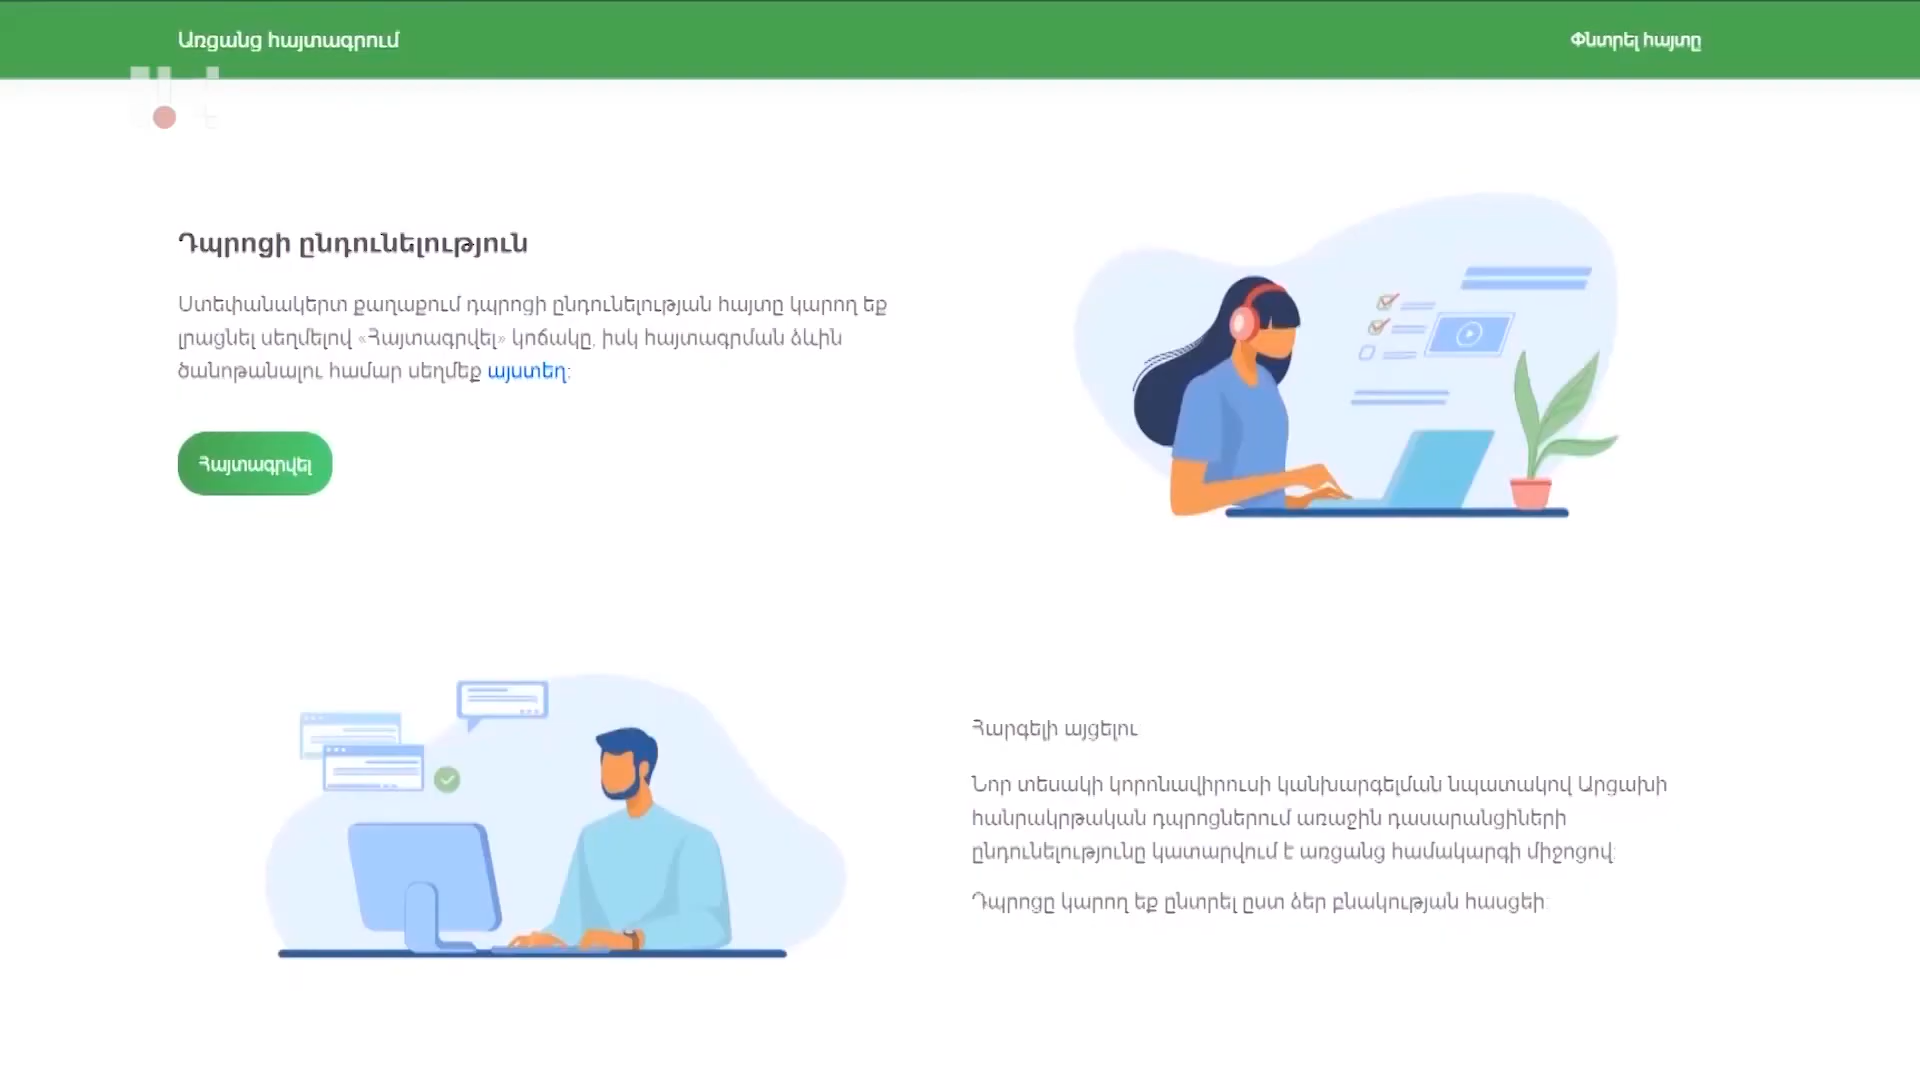 Առցանց հայտագրում
Փնտրել հայտը
Դպրոցի ընդունելություն
Ստեփանակերտ քաղաքում դպրոցի ընդունելության հայտը կարող եք
լրացնել սեղմելով «Հայտագրվել» կոճակը, իսկ հայտագրման ձևին
ծանոթանալու համար սեղմեք այստեղ:
Հայտագրվել
Հարգելի այցելու
Նոր տեսակի կորոնավիրուսի կանխարգելման նպատակով Արցախի
հանրակրթական դպրոցներում առաջին դասարանցիների
ընդունելությունը կատարվում է առցանց համակարգի միջոցով:
Դպրոցը կարող եք ընտրել ըստ ձեր բնակության հասցեի: